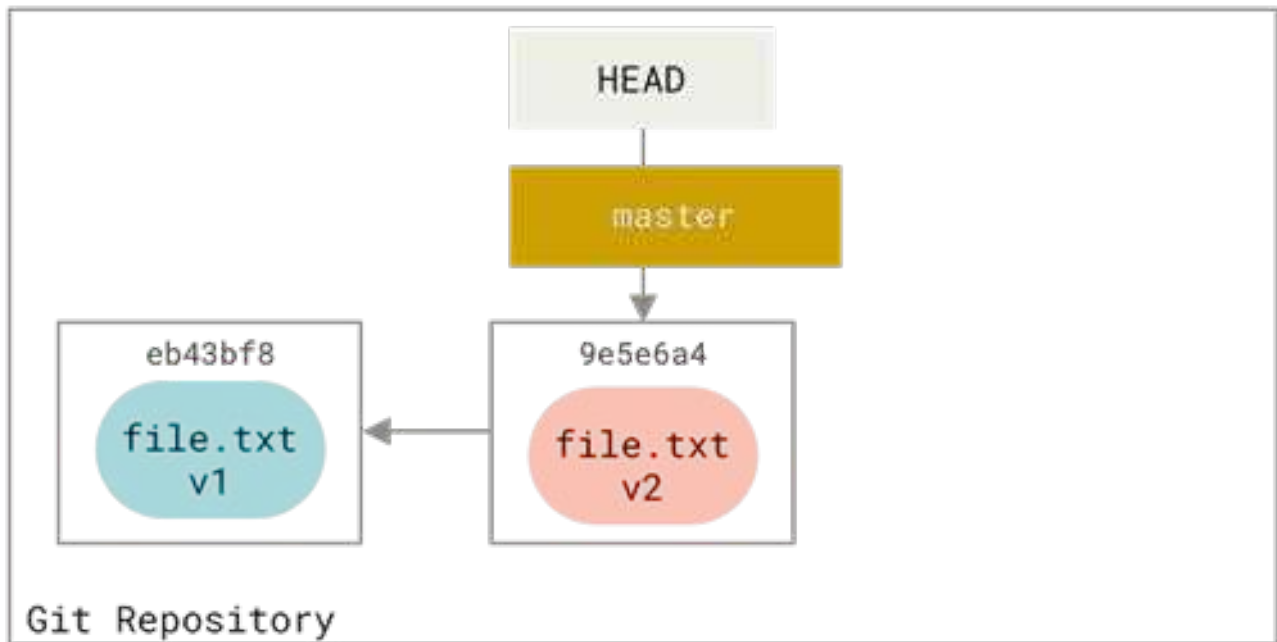 HEAD
master
eb43bf8
file.txt
v1
9e5e6a4
file.txt
v2
Git Repository